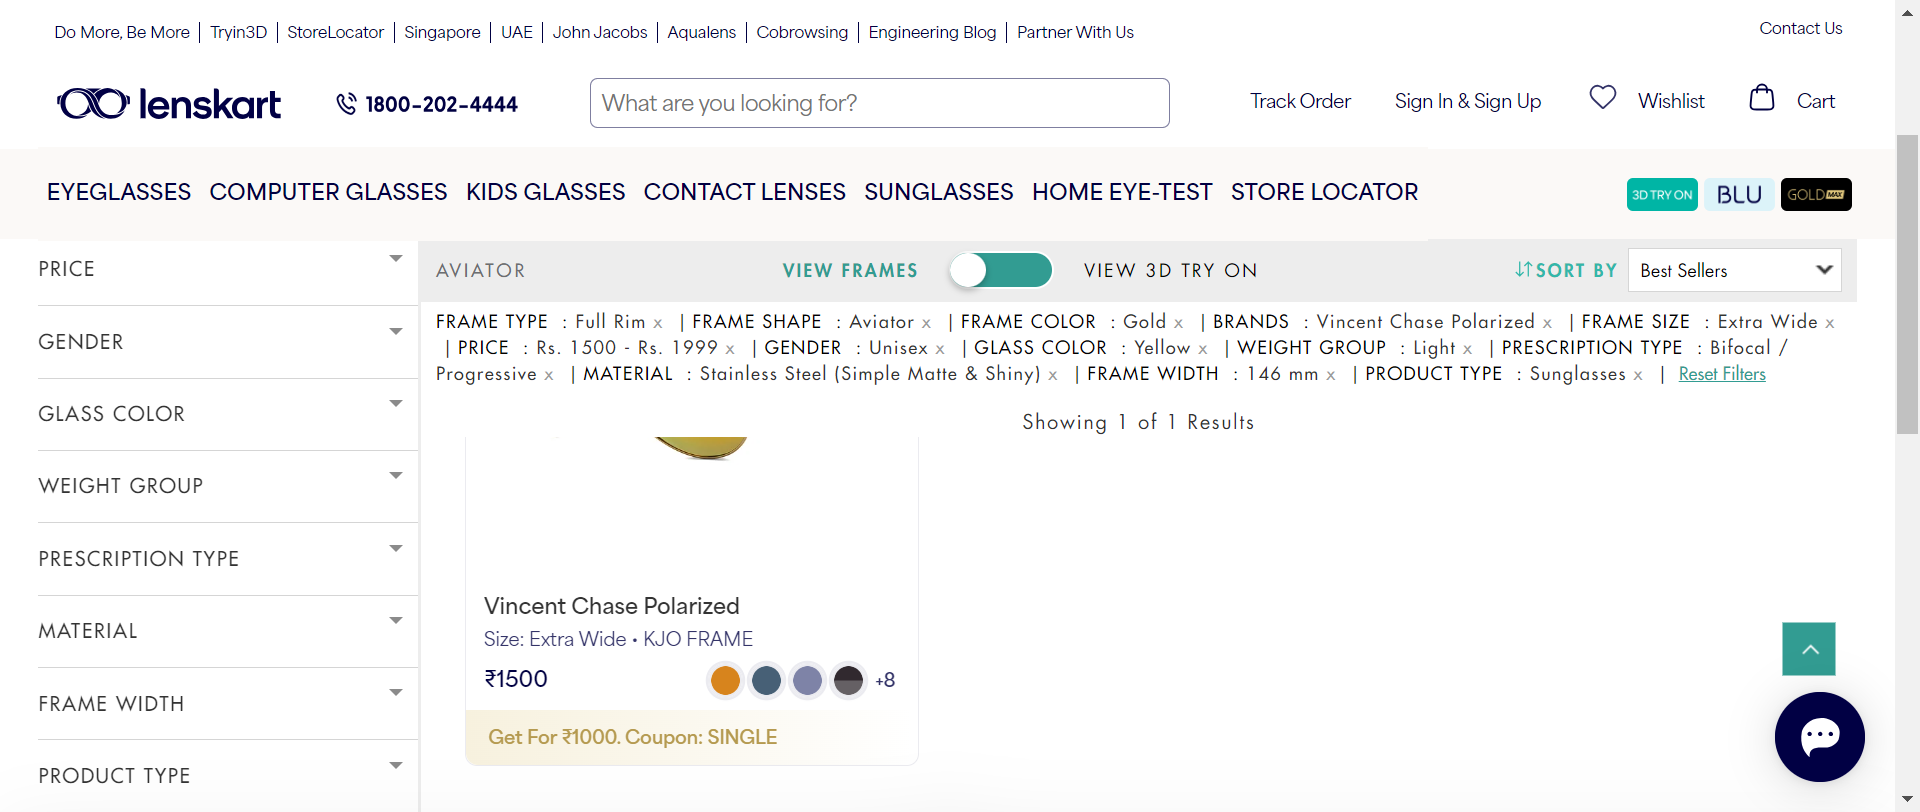 Do More, Be More | Tryin3D | StoreLocator | Singapore | UAE | John Jacobs | Aqualens | Cobrowsing | Engineering Blog | Partner With Us
Contact Us
lenskart
1800-202-4444
What are you looking for?
Track Order
Sign In & Sign Up
Wishlist
Cart
EYEGLASSES COMPUTER GLASSES KIDS GLASSES CONTACT LENSES SUNGLASSES HOME EYE-TEST STORE LOCATOR
3D TRY ON
BLU
GOLD MAX
PRICE
GENDER
GLASS COLOR
WEIGHT GROUP
PRESCRIPTION TYPE
MATERIAL
FRAME WIDTH
PRODUCT TYPE
AVIATOR
VIEW FRAMES
VIEW 3D TRY ON
SORT BY
Best Sellers
FRAME TYPE : Full Rim x | FRAME SHAPE : Aviator x | FRAME COLOR : Gold x | BRANDS : Vincent Chase Polarized x | FRAME SIZE : Extra Wide x
| PRICE : Rs. 1500 - Rs. 1999 x | GENDER : Unisex x | GLASS COLOR : Yellow x | WEIGHT GROUP : Light x | PRESCRIPTION TYPE : Bifocal /
Progressive x | MATERIAL : Stainless Steel (Simple Matte & Shiny) x | FRAME WIDTH : 146 mm x | PRODUCT TYPE : Sunglasses x | Reset Filters
Showing 1 of 1 Results
Vincent Chase Polarized
Size: Extra Wide • KJO FRAME
₹1500
+8
Get For ₹1000. Coupon: SINGLE